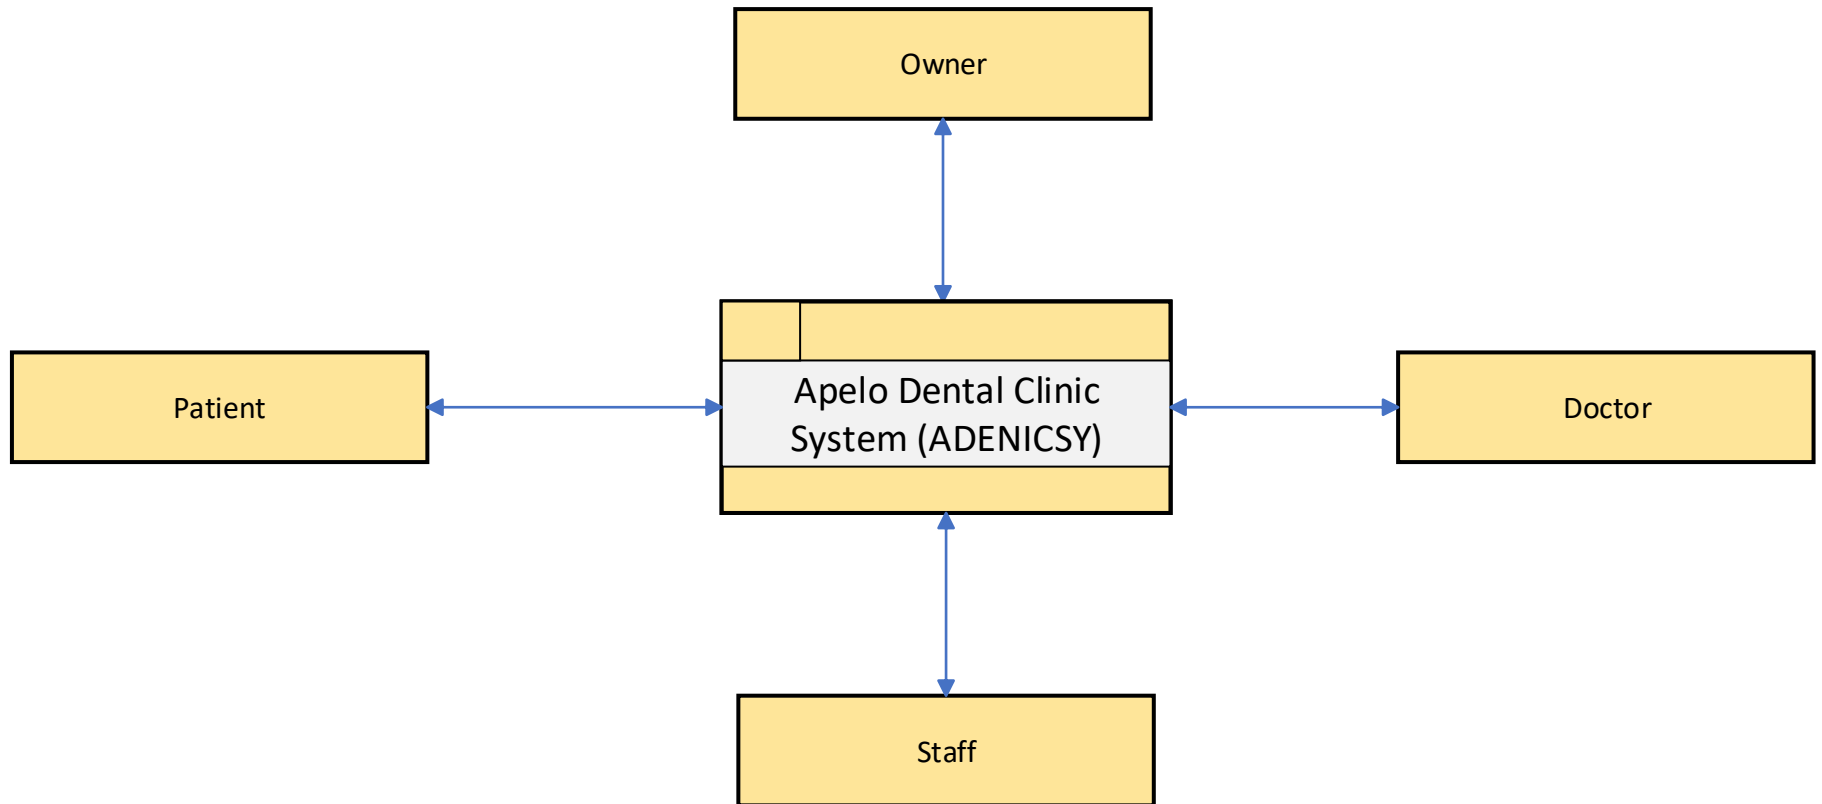 Owner
Patient
Apelo Dental Clinic
System (ADENICSY)
Doctor
Staff